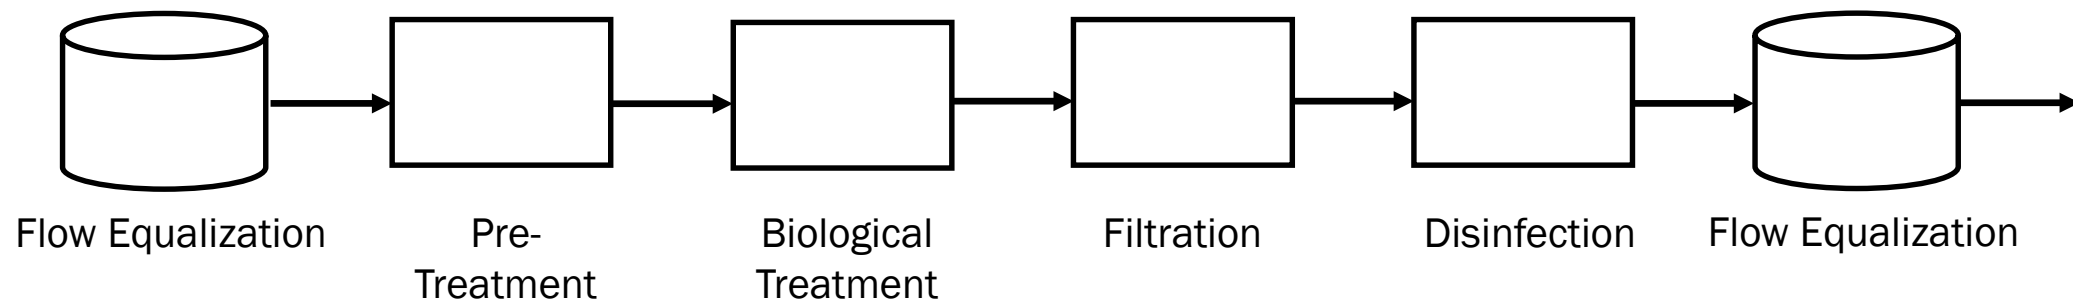 Flow Equalization
Pre-
Treatment
Biological
Treatment
Filtration
Disinfection
Flow Equalization